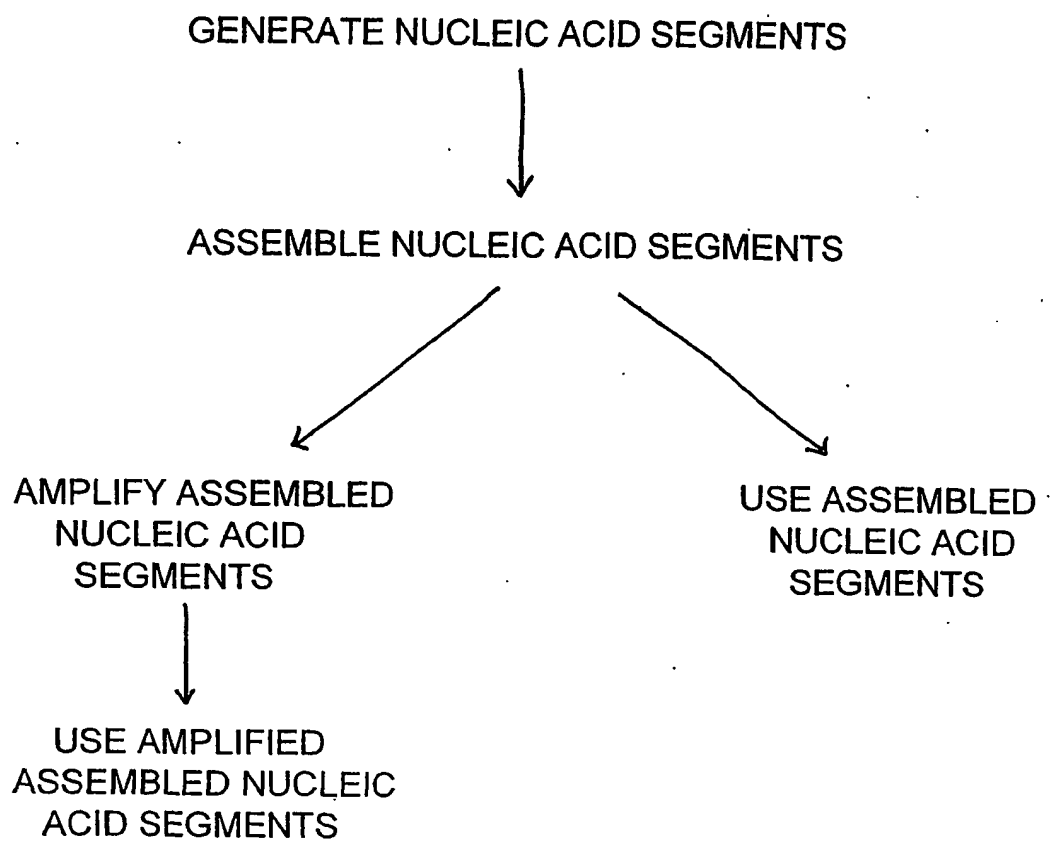 GENERATE NUCLEIC ACID SEGMENTS
ASSEMBLE NUCLEIC ACID SEGMENTS
AMPLIFY ASSEMBLED
NUCLEIC ACID
SEGMENTS
USE ASSEMBLED
NUCLEIC ACID
SEGMENTS
USE AMPLIFIED
ASSEMBLED NUCLEIC
ACID SEGMENTS